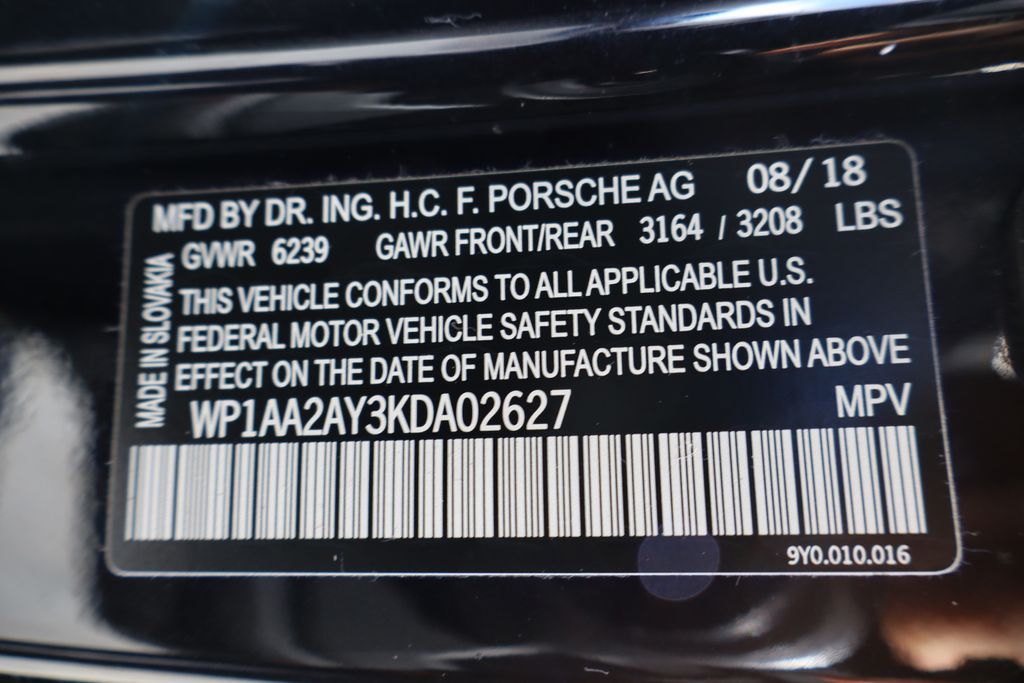 MFD BY DR. ING. H.C. F. PORSCHE AG 08/18
GVWR 6239 GAWR FRONT/REAR 3164 / 3208 LBS
MADE IN SLOVAKIA
THIS VEHICLE CONFORMS TO ALL APPLICABLE U.S.
FEDERAL MOTOR VEHICLE SAFETY STANDARDS IN
EFFECT ON THE DATE OF MANUFACTURE SHOWN ABOVE
WP1AA2AY3KDA02627 MPV
9Y0.010.016